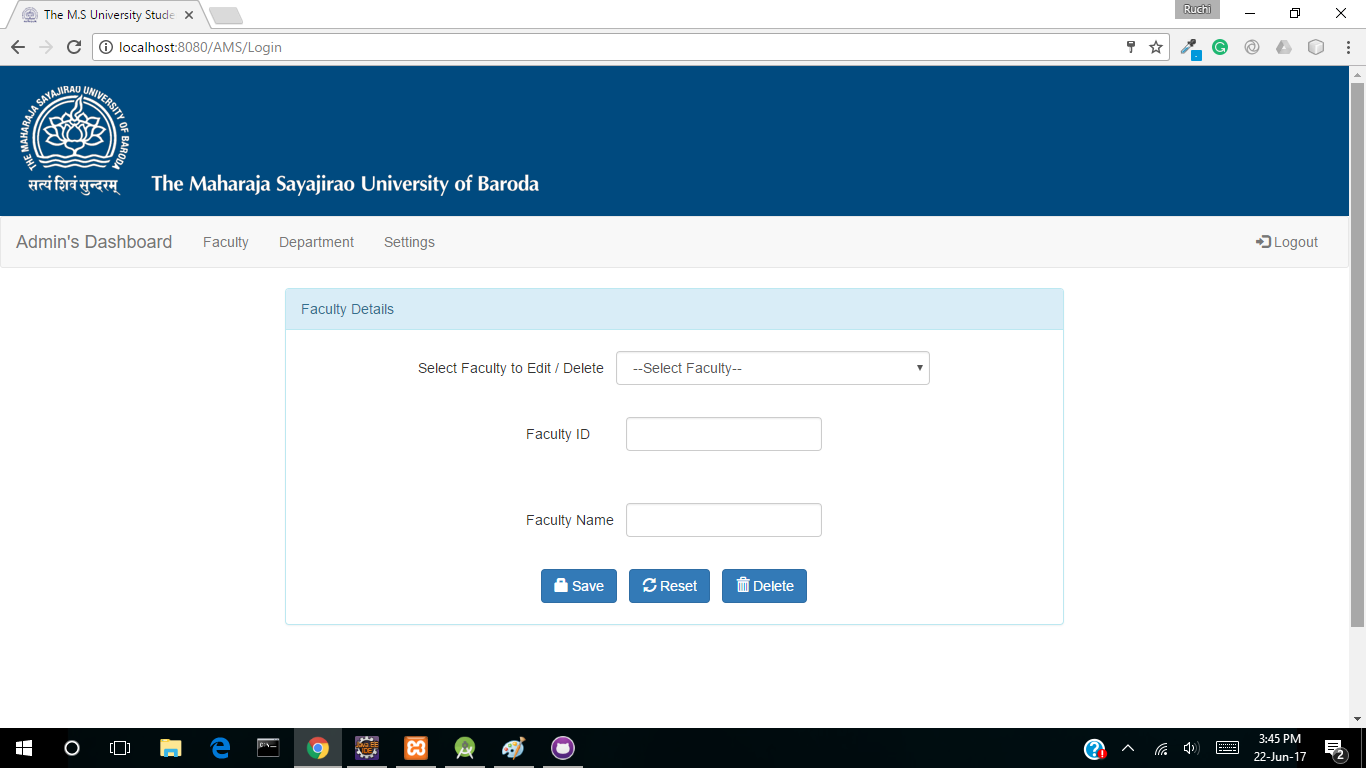 The M.S University Stude
Ruchi
localhost:8080/AMS/Login
THE MAHARAJA SAYAJIRAO UNIVERSITY OF BARODA
सत्यं शिवं सुन्दरम्
The Maharaja Sayajirao University of Baroda
Admin's Dashboard Faculty Department Settings Logout
Faculty Details
Select Faculty to Edit / Delete --Select Faculty--
Faculty ID
Faculty Name
Save Reset Delete
3:45 PM
22-Jun-17
2